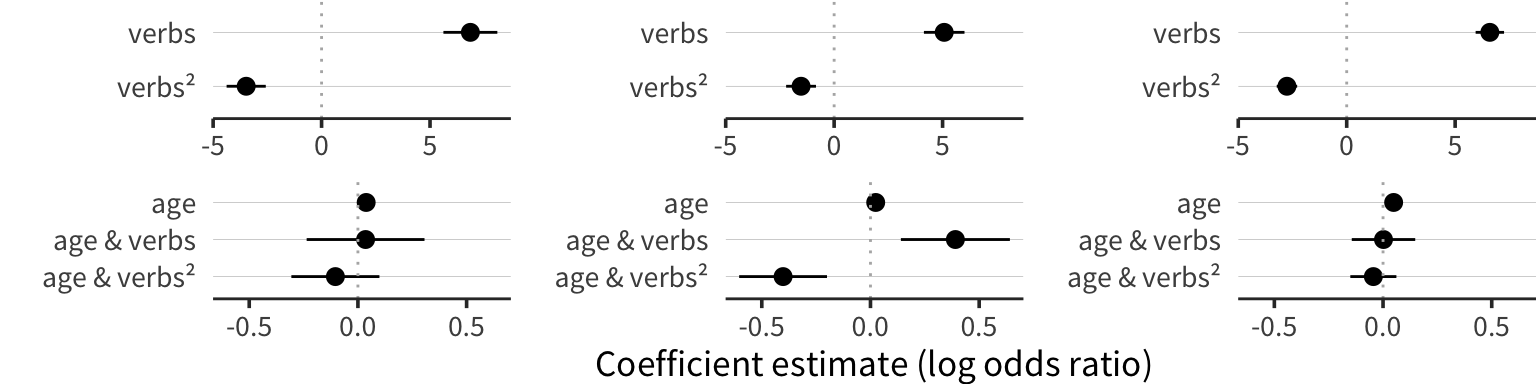 verbs verbs verbs
verbs² verbs² verbs²
-5 0 5 -5 0 5 -5 0 5
age age age
age & verbs age & verbs age & verbs
age & verbs² age & verbs² age & verbs²
-0.5 0.0 0.5 -0.5 0.0 0.5 -0.5 0.0 0.5
Coefficient estimate (log odds ratio)